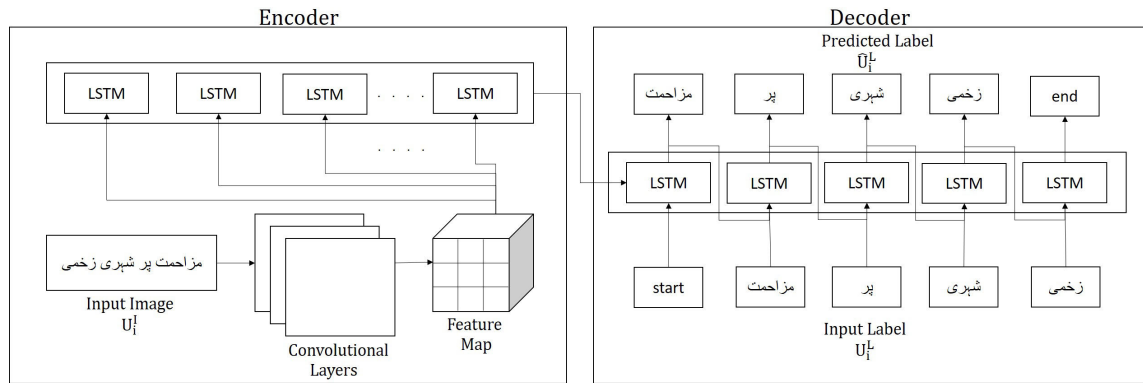 Encoder
LSTM LSTM LSTM . . . . LSTM
. . . .
مزاحمت پر شہری زخمی
Input Image
U_i^I
Convolutional
Layers
Feature
Map
Decoder
Predicted Label
Û_i^L
مزاحمت پر شہری زخمی end
LSTM LSTM LSTM LSTM LSTM
start مزاحمت پر شہری زخمی
Input Label
U_i^L